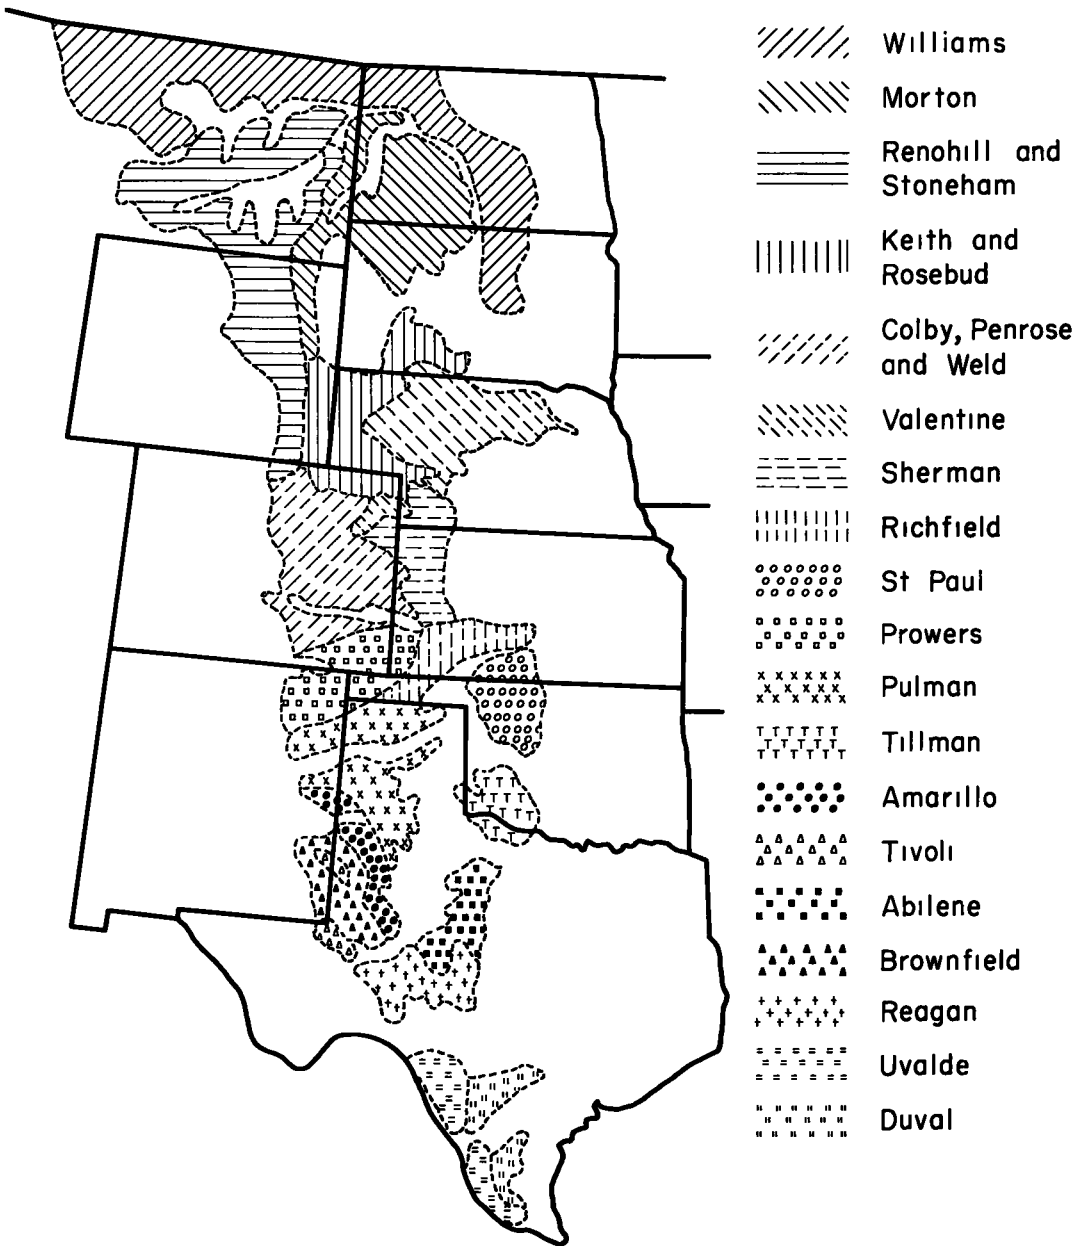 Williams
Morton
Renohill and
Stoneham
Keith and
Rosebud
Colby, Penrose
and Weld
Valentine
Sherman
Richfield
St Paul
Prowers
Pulman
Tillman
Amarillo
Tivoli
Abilene
Brownfield
Reagan
Uvalde
Duval